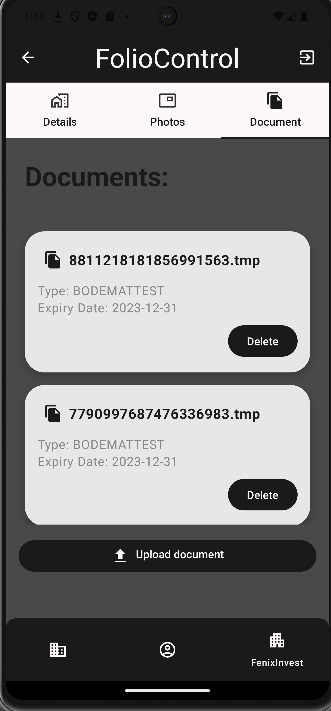 1:16
FolioControl
Details
Photos
Document
Documents:
8811218181856991563.tmp
Type: BODEMATTEST
Expiry Date: 2023-12-31
Delete
7790997687476336983.tmp
Type: BODEMATTEST
Expiry Date: 2023-12-31
Delete
Upload document
FenixInvest